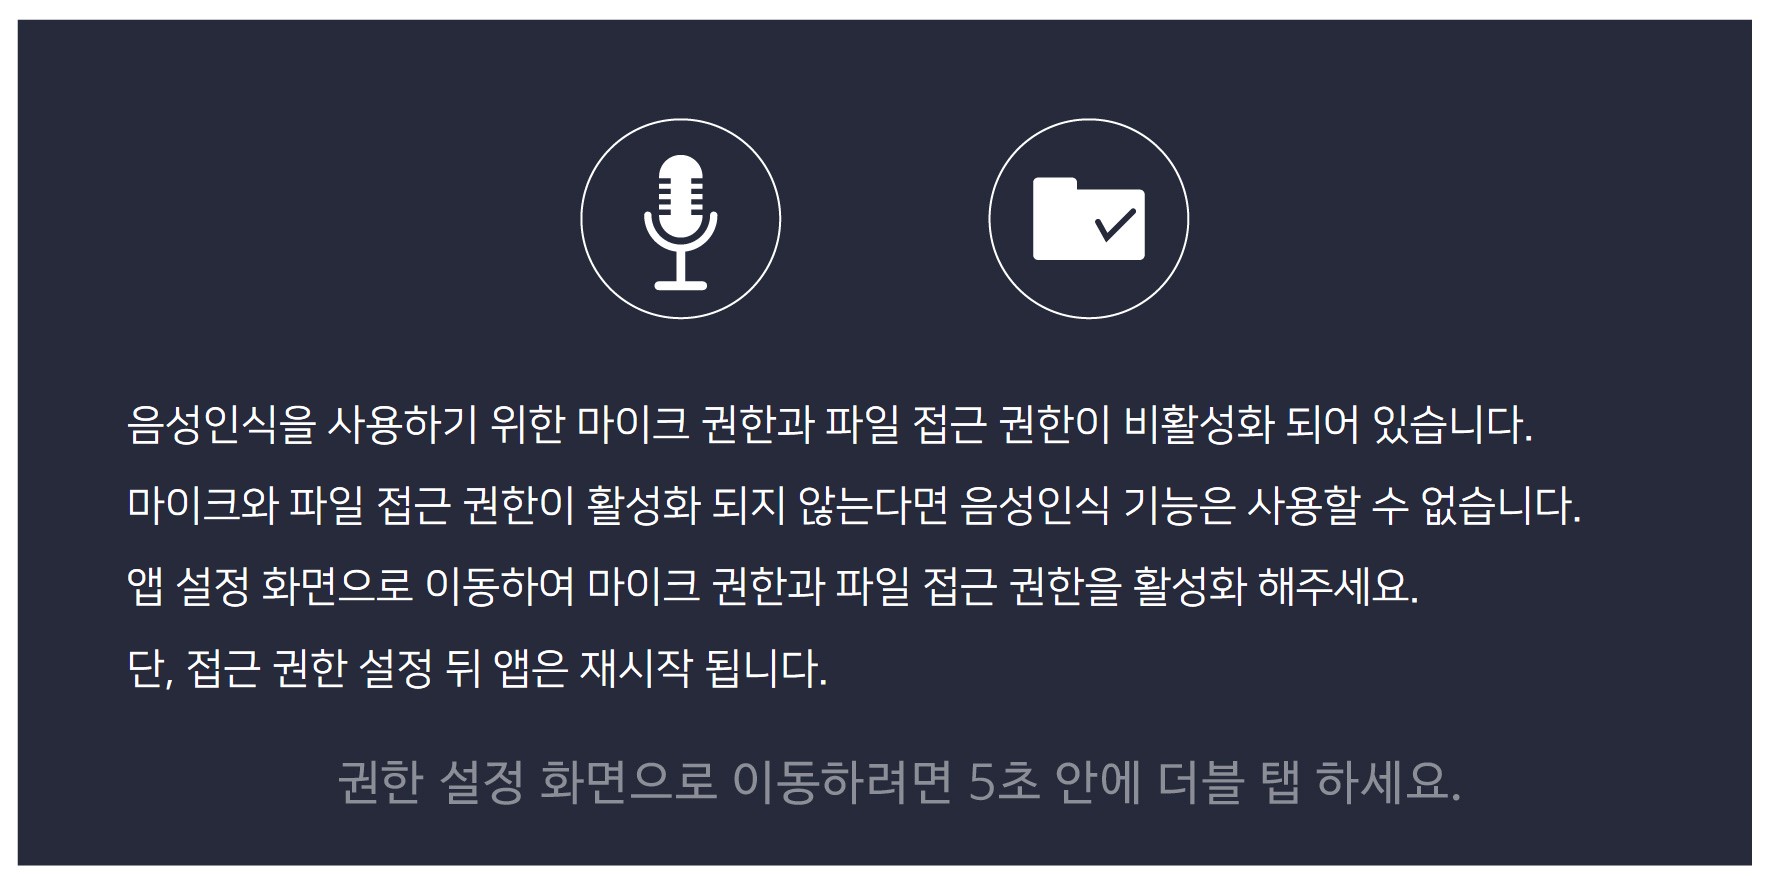 음성인식을 사용하기 위한 마이크 권한과 파일 접근 권한이 비활성화 되어 있습니다.
마이크와 파일 접근 권한이 활성화 되지 않는다면 음성인식 기능은 사용할 수 없습니다.
앱 설정 화면으로 이동하여 마이크 권한과 파일 접근 권한을 활성화 해주세요.
단, 접근 권한 설정 뒤 앱은 재시작 됩니다.
권한 설정 화면으로 이동하려면 5초 안에 더블 탭 하세요.